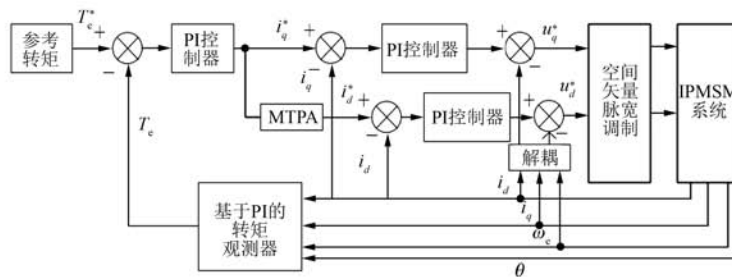 参考
转矩
T*e
+
−
PI控
制器
i*q
+
i−q
i*d
PI控制器
+
−
u*q
MTPA
+
−
PI控制器
+
−
u*d
空间
矢量
脉宽
调制
IPMSM
系统
Te
id
解耦
id
iq
ωe
基于PI的
转矩
观测器
θ